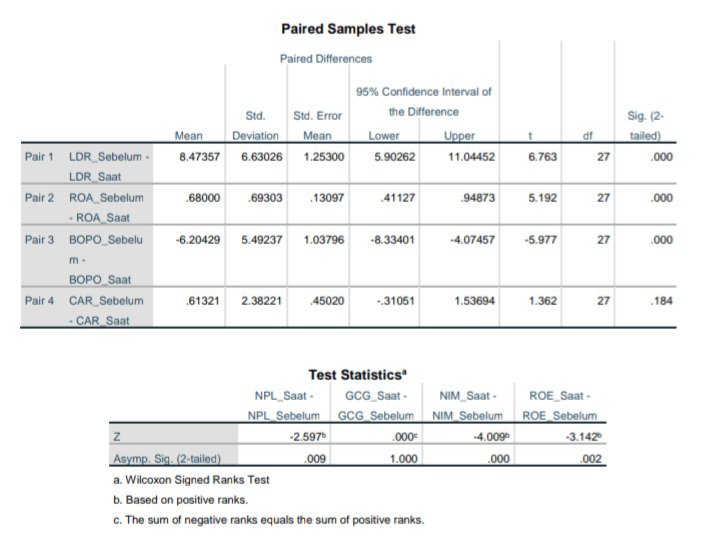 Paired Samples Test
Paired Differences
95% Confidence Interval of
the Difference
Std. Std. Error Sig. (2-
Mean Deviation Mean Lower Upper t df tailed)
Pair 1 LDR_Sebelum - 8.47357 6.63026 1.25300 5.90262 11.04452 6.763 27 .000
LDR_Saat
Pair 2 ROA_Sebelum .68000 .69303 .13097 .41127 .94873 5.192 27 .000
- ROA_Saat
Pair 3 BOPO_Sebelu -6.20429 5.49237 1.03796 -8.33401 -4.07457 -5.977 27 .000
m -
BOPO_Saat
Pair 4 CAR_Sebelum .61321 2.38221 .45020 -.31051 1.53694 1.362 27 .184
- CAR_Saat
Test Statisticsa
NPL_Saat - GCG_Saat - NIM_Saat - ROE_Saat -
NPL_Sebelum GCG_Sebelum NIM_Sebelum ROE_Sebelum
Z -2.597b .000c -4.009b -3.142b
Asymp. Sig. (2-tailed) .009 1.000 .000 .002
a. Wilcoxon Signed Ranks Test
b. Based on positive ranks.
c. The sum of negative ranks equals the sum of positive ranks.